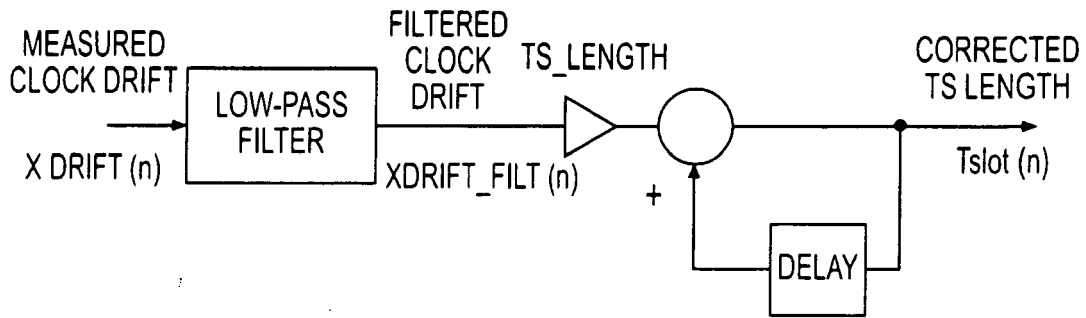 MEASURED
CLOCK DRIFT
X DRIFT (n)
LOW-PASS
FILTER
FILTERED
CLOCK
DRIFT
XDRIFT_FILT (n)
TS_LENGTH
+
DELAY
CORRECTED
TS LENGTH
Tslot (n)